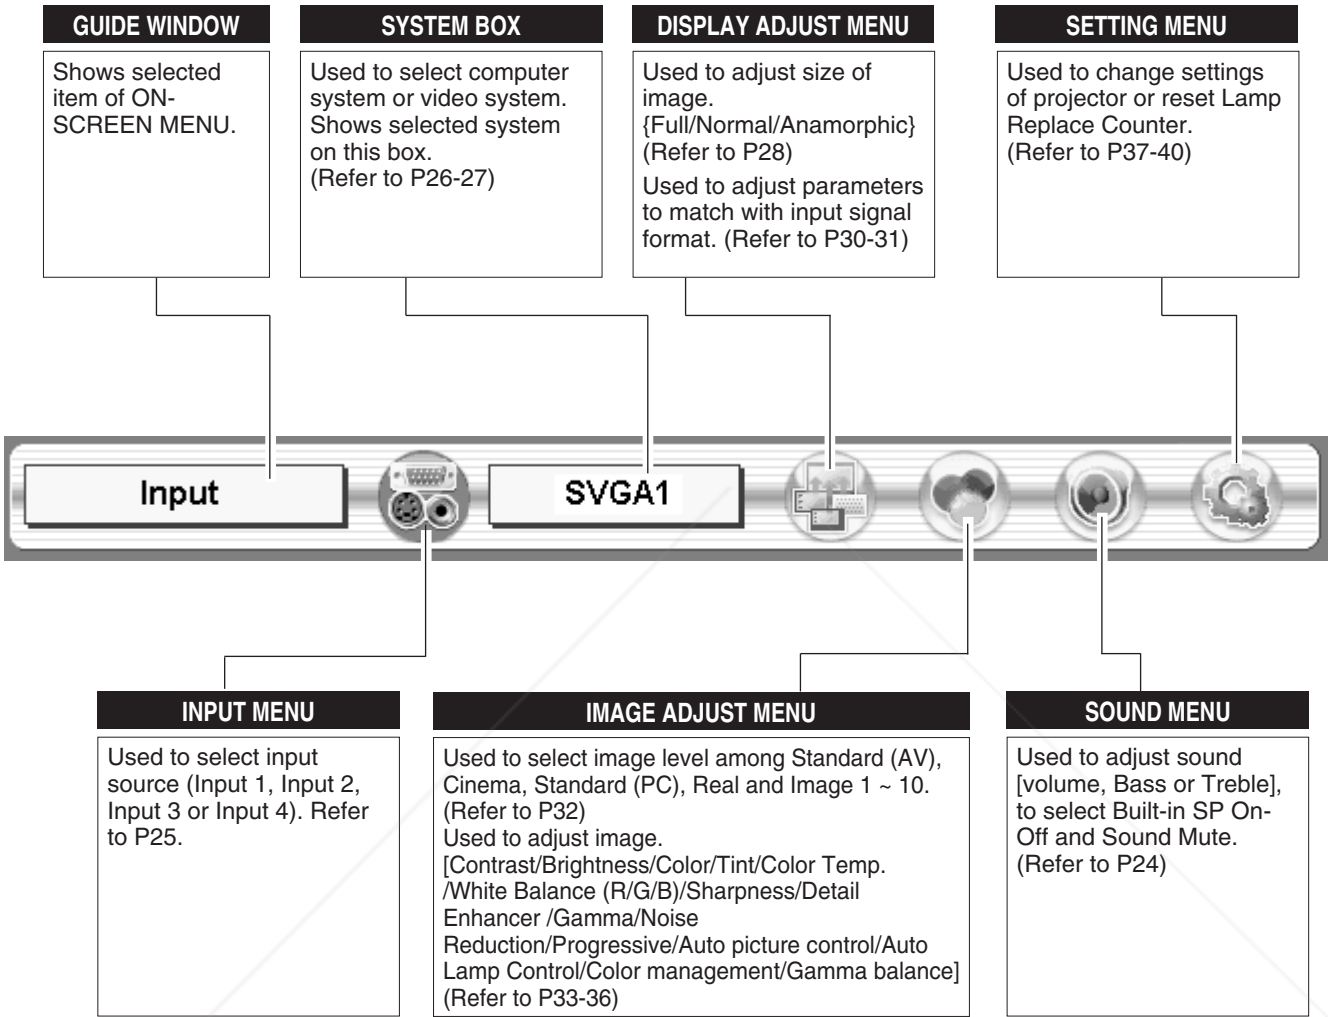 GUIDE WINDOW
Shows selected
item of ON-
SCREEN MENU.
SYSTEM BOX
Used to select computer
system or video system.
Shows selected system
on this box.
(Refer to P26-27)
DISPLAY ADJUST MENU
Used to adjust size of
image.
{Full/Normal/Anamorphic}
(Refer to P28)
Used to adjust parameters
to match with input signal
format. (Refer to P30-31)
SETTING MENU
Used to change settings
of projector or reset Lamp
Replace Counter.
(Refer to P37-40)
Input
SVGA1
INPUT MENU
Used to select input
source (Input 1, Input 2,
Input 3 or Input 4). Refer
to P25.
IMAGE ADJUST MENU
Used to select image level among Standard (AV),
Cinema, Standard (PC), Real and Image 1 ~ 10.
(Refer to P32)
Used to adjust image.
[Contrast/Brightness/Color/Tint/Color Temp.
/White Balance (R/G/B)/Sharpness/Detail
Enhancer /Gamma/Noise
Reduction/Progressive/Auto picture control/Auto
Lamp Control/Color management/Gamma balance]
(Refer to P33-36)
SOUND MENU
Used to adjust sound
[volume, Bass or Treble],
to select Built-in SP On-
Off and Sound Mute.
(Refer to P24)